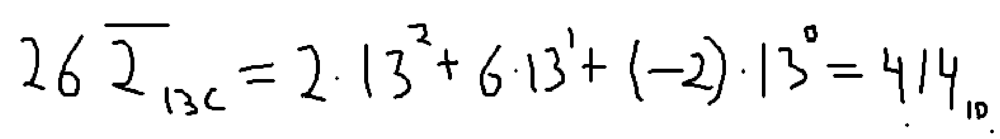 26\overline{2}_{13C} = 2 · 13^2 + 6 · 13^1 + (-2) · 13^0 = 414_{10}.